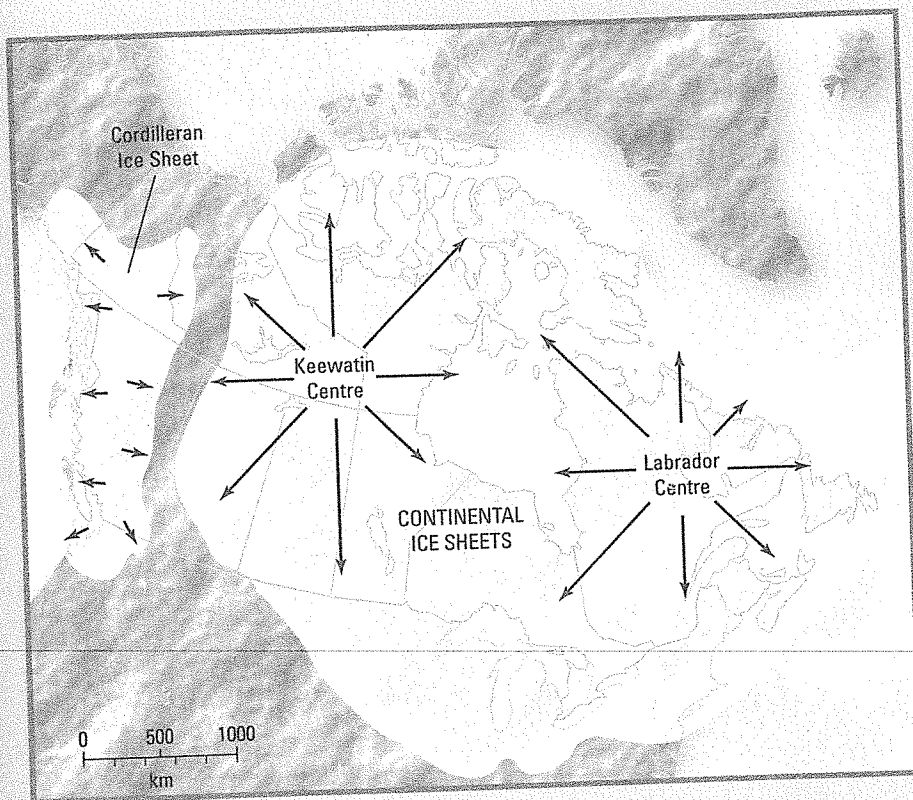 Cordilleran
Ice Sheet
Keewatin
Centre
Labrador
Centre
CONTINENTAL
ICE SHEETS
0 500 1000
km